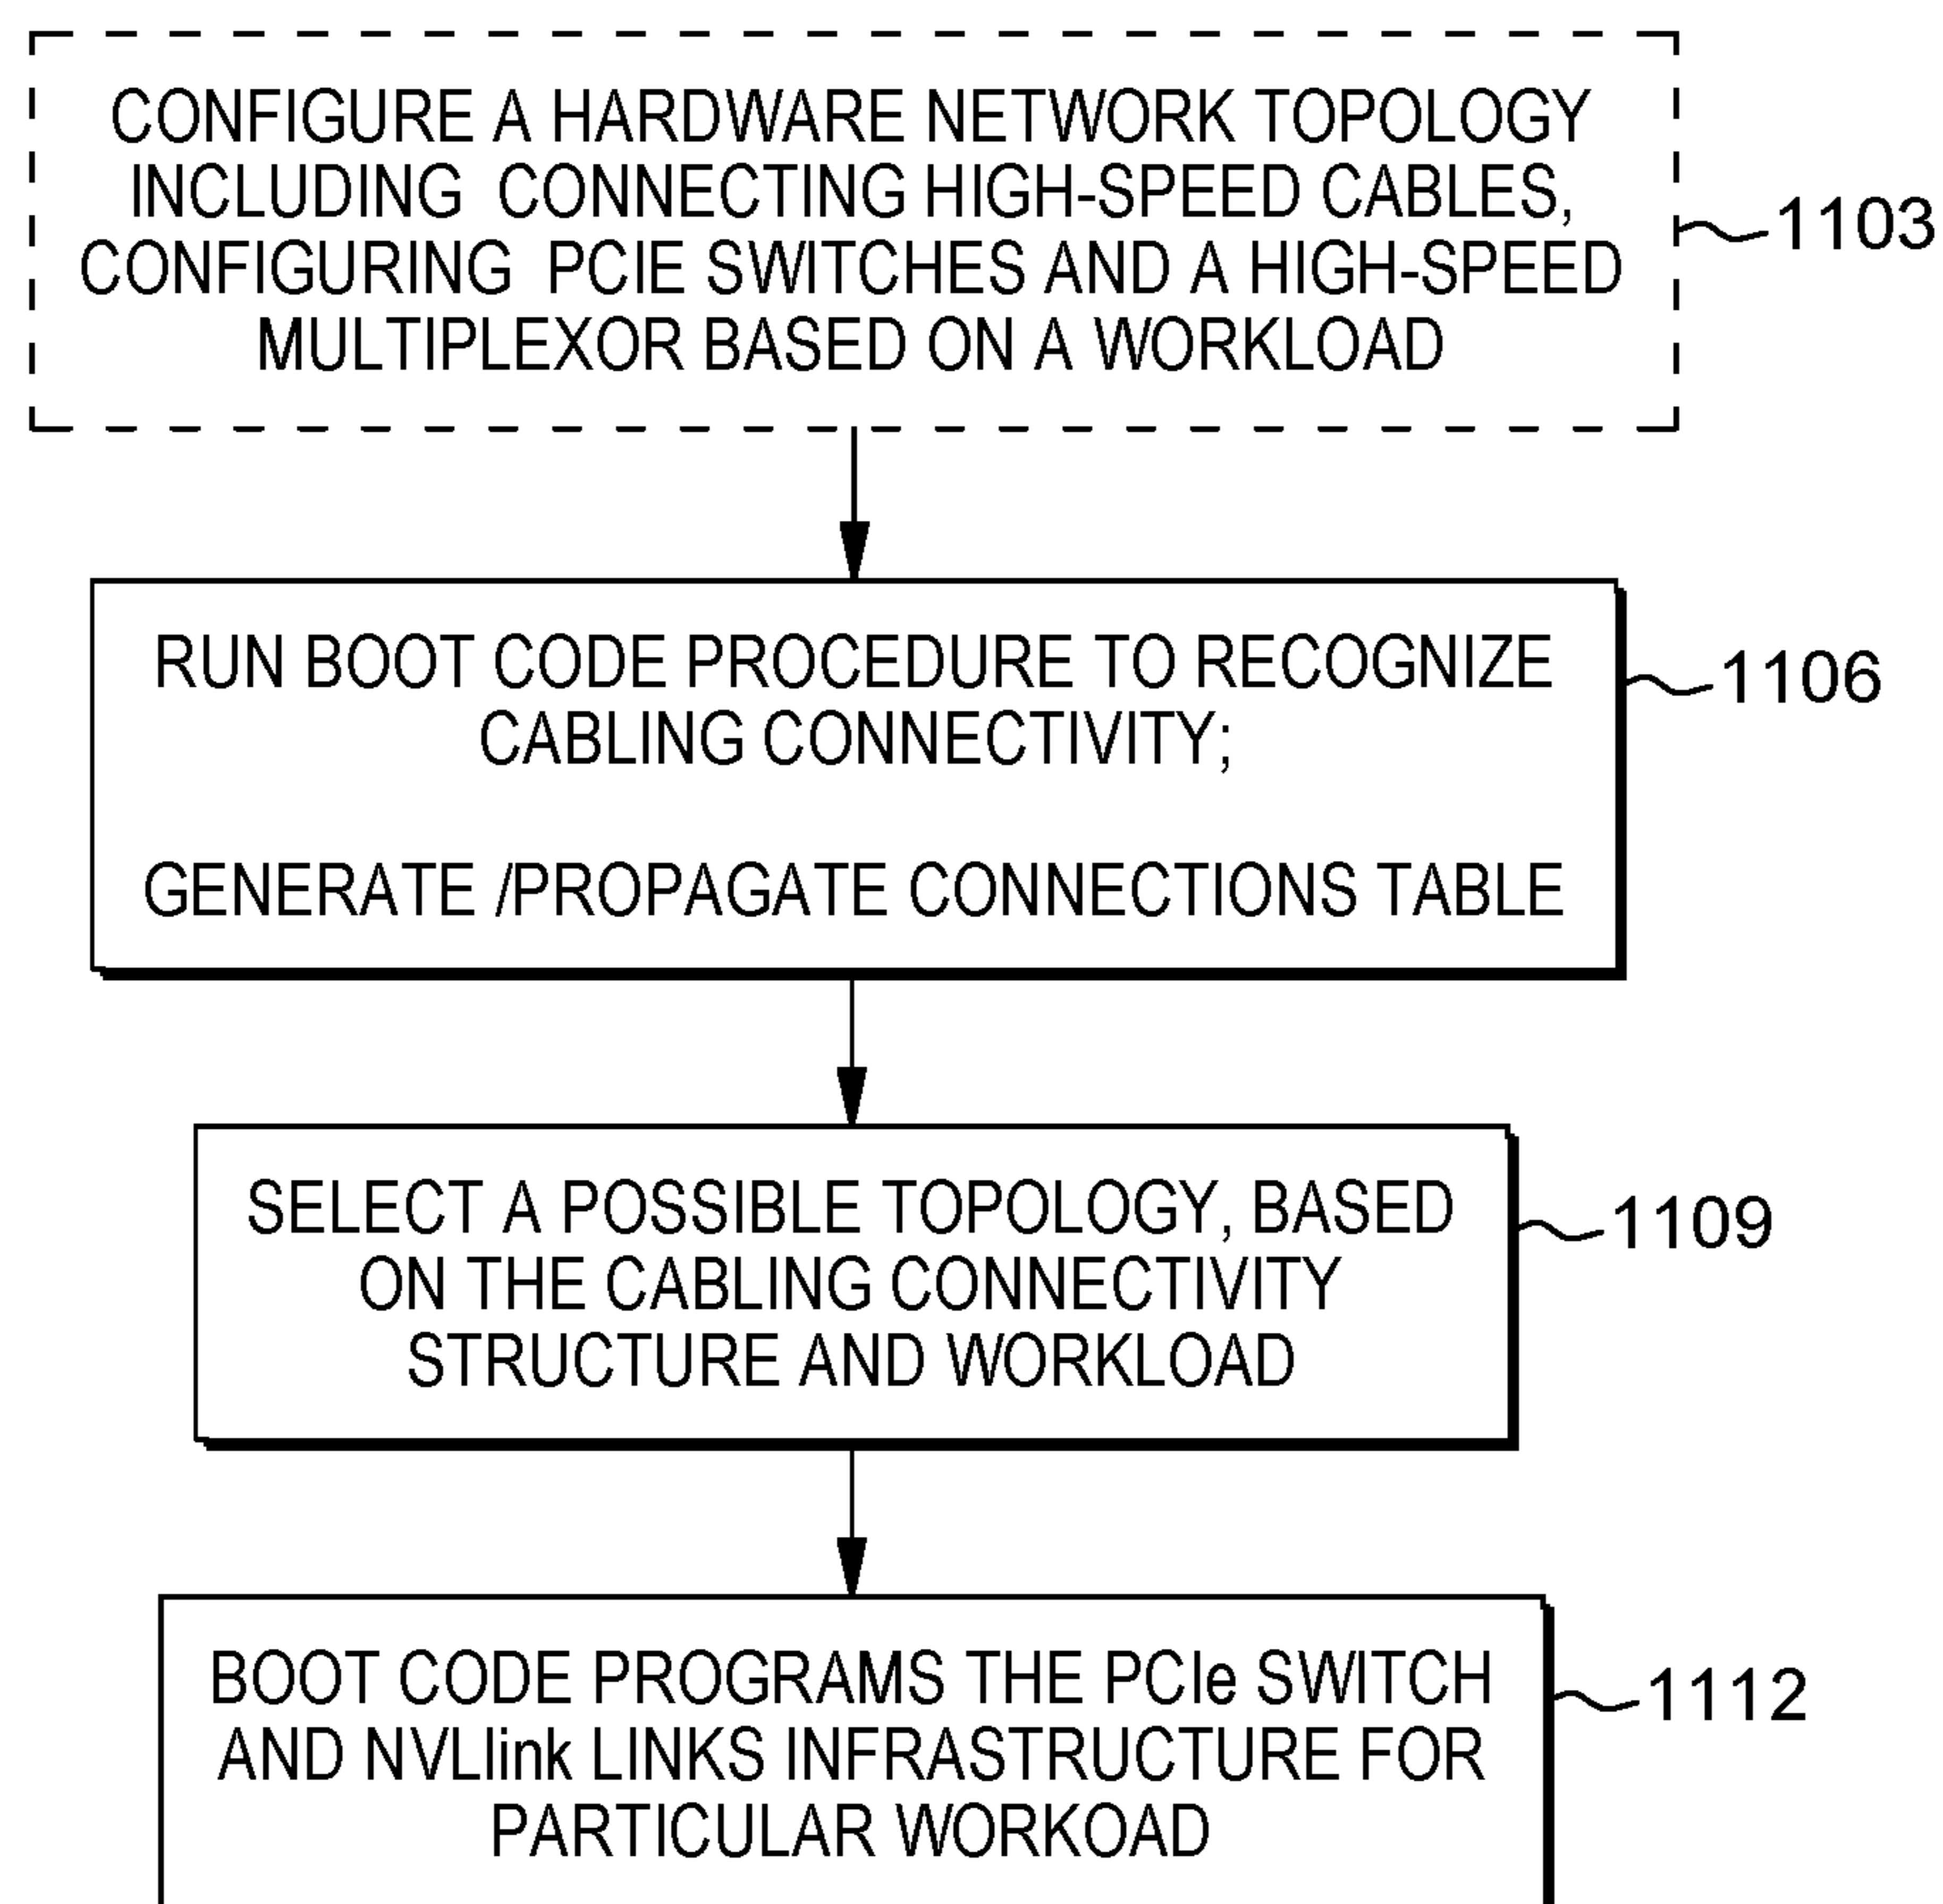 CONFIGURE A HARDWARE NETWORK TOPOLOGY
INCLUDING CONNECTING HIGH-SPEED CABLES,
CONFIGURING PCIE SWITCHES AND A HIGH-SPEED
MULTIPLEXOR BASED ON A WORKLOAD
1103
RUN BOOT CODE PROCEDURE TO RECOGNIZE
CABLING CONNECTIVITY;
GENERATE /PROPAGATE CONNECTIONS TABLE
1106
SELECT A POSSIBLE TOPOLOGY, BASED
ON THE CABLING CONNECTIVITY
STRUCTURE AND WORKLOAD
1109
BOOT CODE PROGRAMS THE PCIe SWITCH
AND NVLlink LINKS INFRASTRUCTURE FOR
PARTICULAR WORKOAD
1112